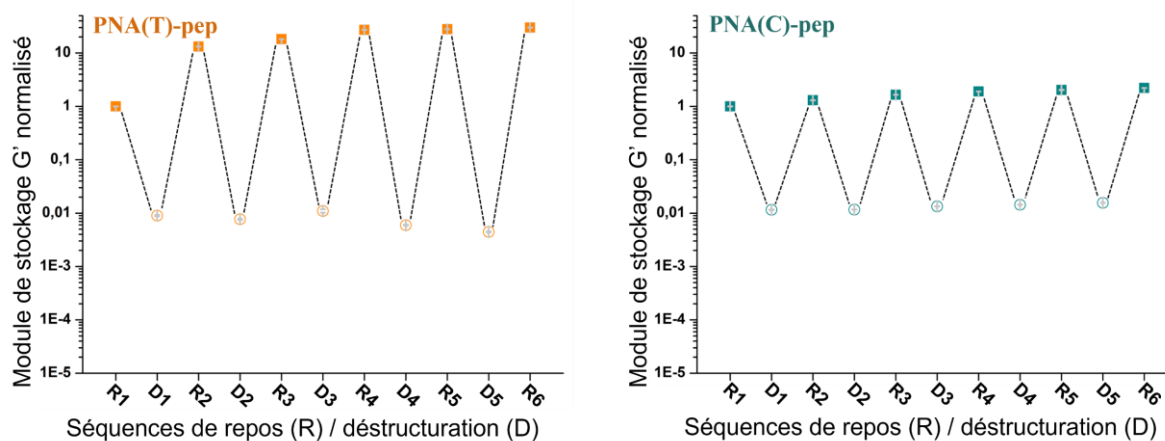 PNA(T)-pep
Module de stockage G' normalisé
10
1
0,1
0,01
1E-3
1E-4
1E-5
R1 D1 R2 D2 R3 D3 R4 D4 R5 D5 R6
Séquences de repos (R) / déstructuration (D)
PNA(C)-pep
Module de stockage G' normalisé
10
1
0,1
0,01
1E-3
1E-4
1E-5
R1 D1 R2 D2 R3 D3 R4 D4 R5 D5 R6
Séquences de repos (R) / déstructuration (D)